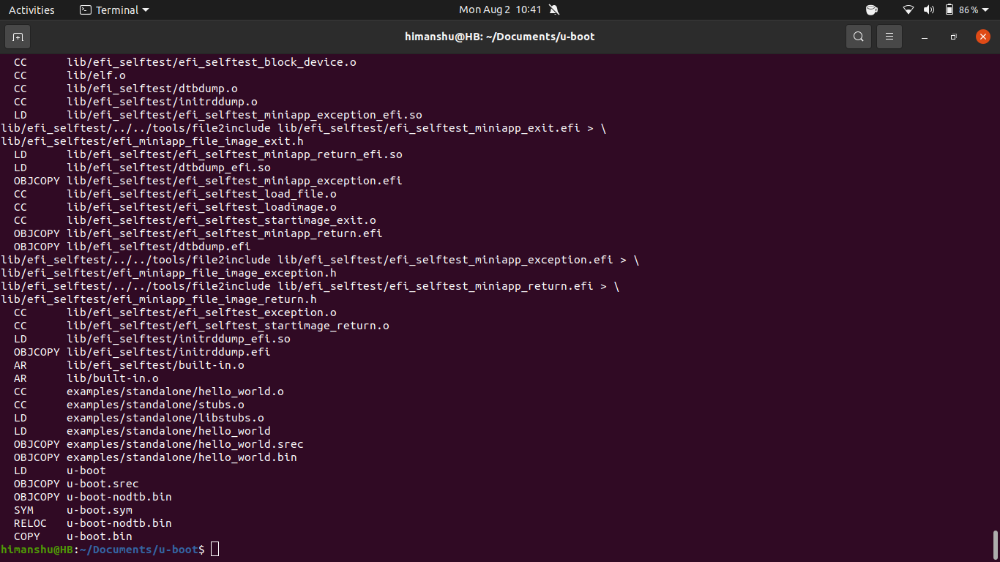 Activities Terminal Mon Aug 2 10:41 86%
himanshu@HB: ~/Documents/u-boot
CC lib/efi_selftest/efi_selftest_block_device.o
CC lib/elf.o
CC lib/efi_selftest/dtbdump.o
CC lib/efi_selftest/initrddump.o
LD lib/efi_selftest/efi_selftest_miniapp_exception_efi.so
lib/efi_selftest/../../tools/file2include lib/efi_selftest/efi_selftest_miniapp_exit.efi > \
lib/efi_selftest/efi_miniapp_file_image_exit.h
LD lib/efi_selftest/efi_selftest_miniapp_return_efi.so
LD lib/efi_selftest/dtbdump_efi.so
OBJCOPY lib/efi_selftest/efi_selftest_miniapp_exception.efi
CC lib/efi_selftest/efi_selftest_load_file.o
CC lib/efi_selftest/efi_selftest_loadimage.o
CC lib/efi_selftest/efi_selftest_startimage_exit.o
OBJCOPY lib/efi_selftest/efi_selftest_miniapp_return.efi
OBJCOPY lib/efi_selftest/dtbdump.efi
lib/efi_selftest/../../tools/file2include lib/efi_selftest/efi_selftest_miniapp_exception.efi > \
lib/efi_selftest/efi_miniapp_file_image_exception.h
lib/efi_selftest/../../tools/file2include lib/efi_selftest/efi_selftest_miniapp_return.efi > \
lib/efi_selftest/efi_miniapp_file_image_return.h
CC lib/efi_selftest/efi_selftest_exception.o
CC lib/efi_selftest/efi_selftest_startimage_return.o
LD lib/efi_selftest/initrddump_efi.so
OBJCOPY lib/efi_selftest/initrddump.efi
AR lib/efi_selftest/built-in.o
AR lib/built-in.o
CC examples/standalone/hello_world.o
CC examples/standalone/stubs.o
LD examples/standalone/libstubs.o
LD examples/standalone/hello_world
OBJCOPY examples/standalone/hello_world.srec
OBJCOPY examples/standalone/hello_world.bin
LD u-boot
OBJCOPY u-boot.srec
OBJCOPY u-boot-nodtb.bin
SYM u-boot.sym
RELOC u-boot-nodtb.bin
COPY u-boot.bin
himanshu@HB:~/Documents/u-boot$